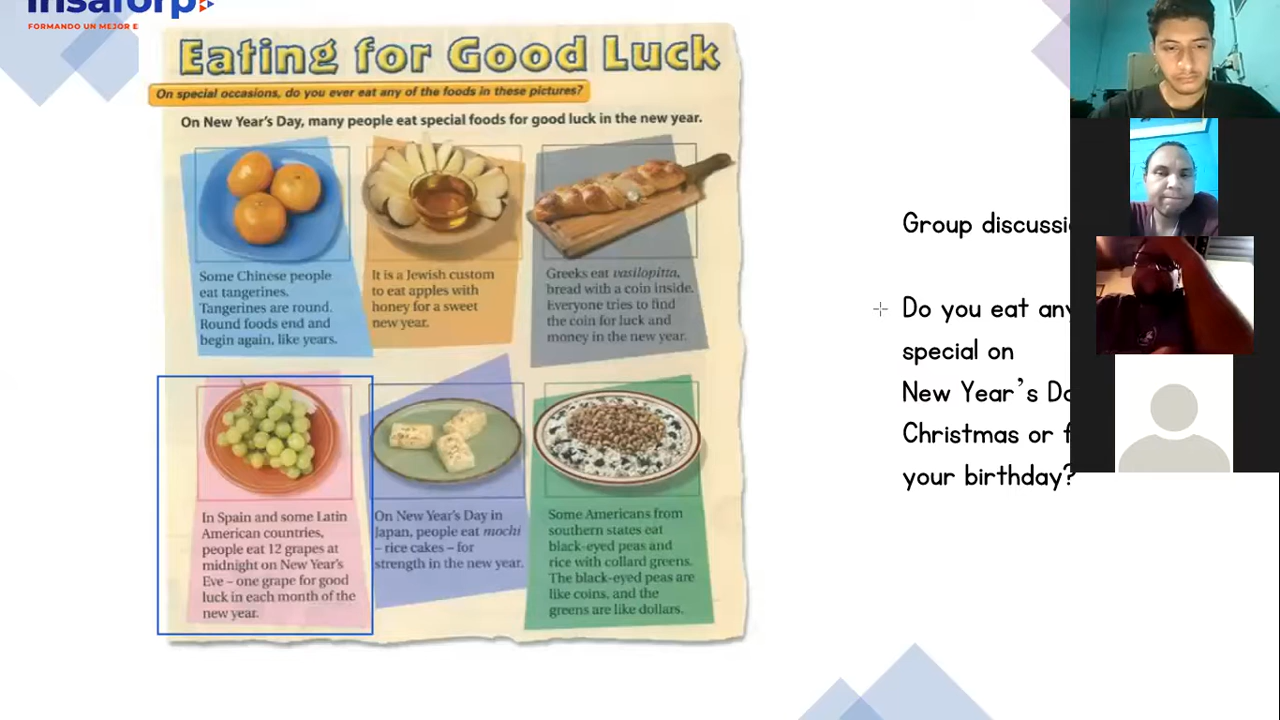 Insaforp
FORMANDO UN MEJOR E
Eating for Good Luck
On special occasions, do you ever eat any of the foods in these pictures?
On New Year's Day, many people eat special foods for good luck in the new year.
Some Chinese people
eat tangerines.
Tangerines are round.
Round foods end and
begin again, like years.
It is a Jewish custom
to eat apples with
honey for a sweet
new year.
Greeks eat vasilopitta,
bread with a coin inside.
Everyone tries to find
the coin for luck and
money in the new year.
In Spain and some Latin
American countries,
people eat 12 grapes at
midnight on New Year's
Eve – one grape for good
luck in each month of the
new year.
On New Year's Day in
Japan, people eat mochi
– rice cakes – for
strength in the new year.
Some Americans from
southern states eat
black-eyed peas and
rice with collard greens.
The black-eyed peas are
like coins, and the
greens are like dollars.
Group discussi
Do you eat any
special on
New Year's Da
Christmas or f
your birthday?